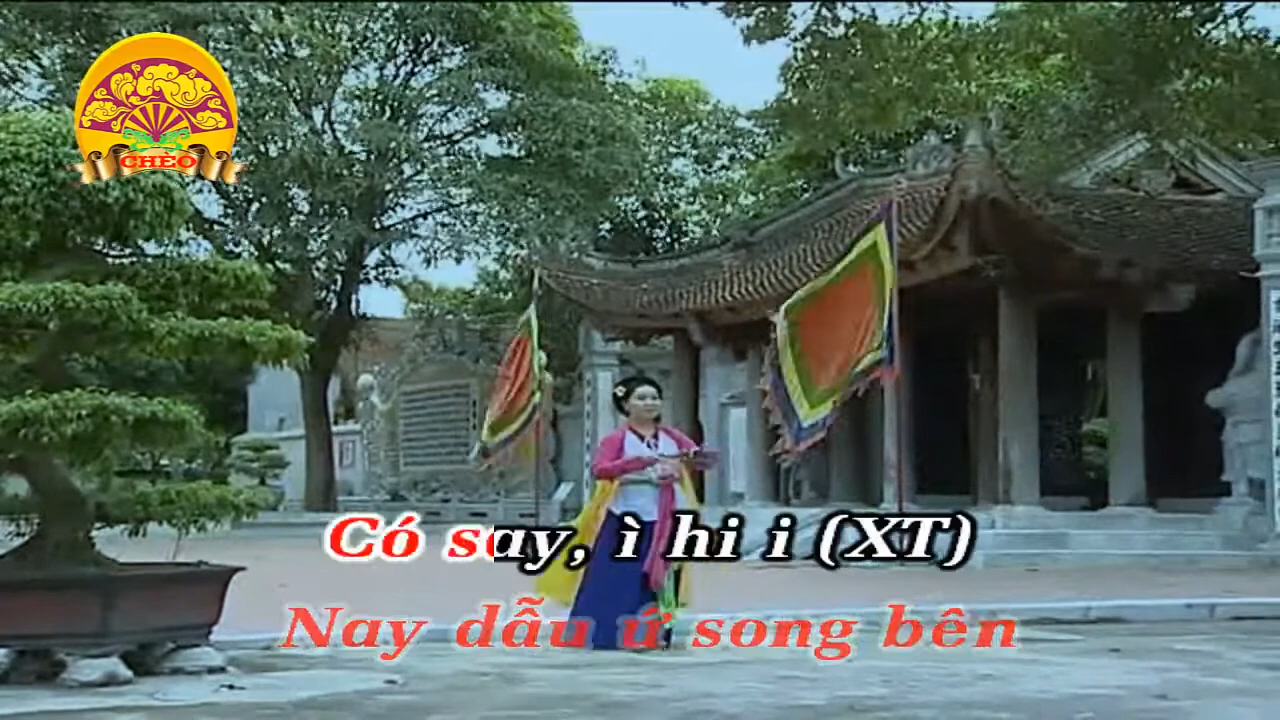 CHÈO
Có say, ì hi i (XT)
Nay dẫu ứ song bên